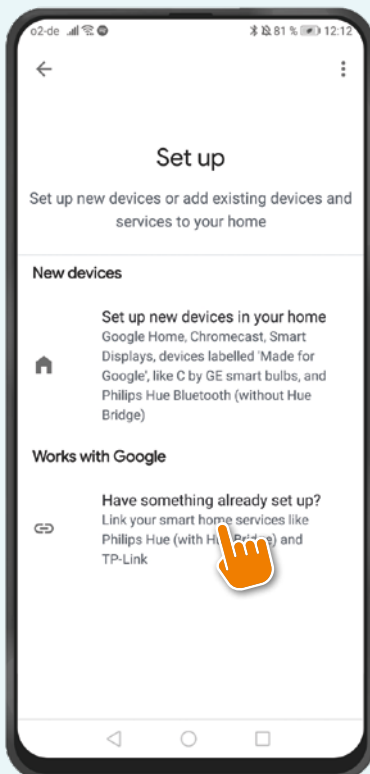 o2-de 81 % 12:12
Set up
Set up new devices or add existing devices and
services to your home
New devices
Set up new devices in your home
Google Home, Chromecast, Smart
Displays, devices labelled 'Made for
Google', like C by GE smart bulbs, and
Philips Hue Bluetooth (without Hue
Bridge)
Works with Google
Have something already set up?
Link your smart home services like
Philips Hue (with Hue Bridge) and
TP-Link